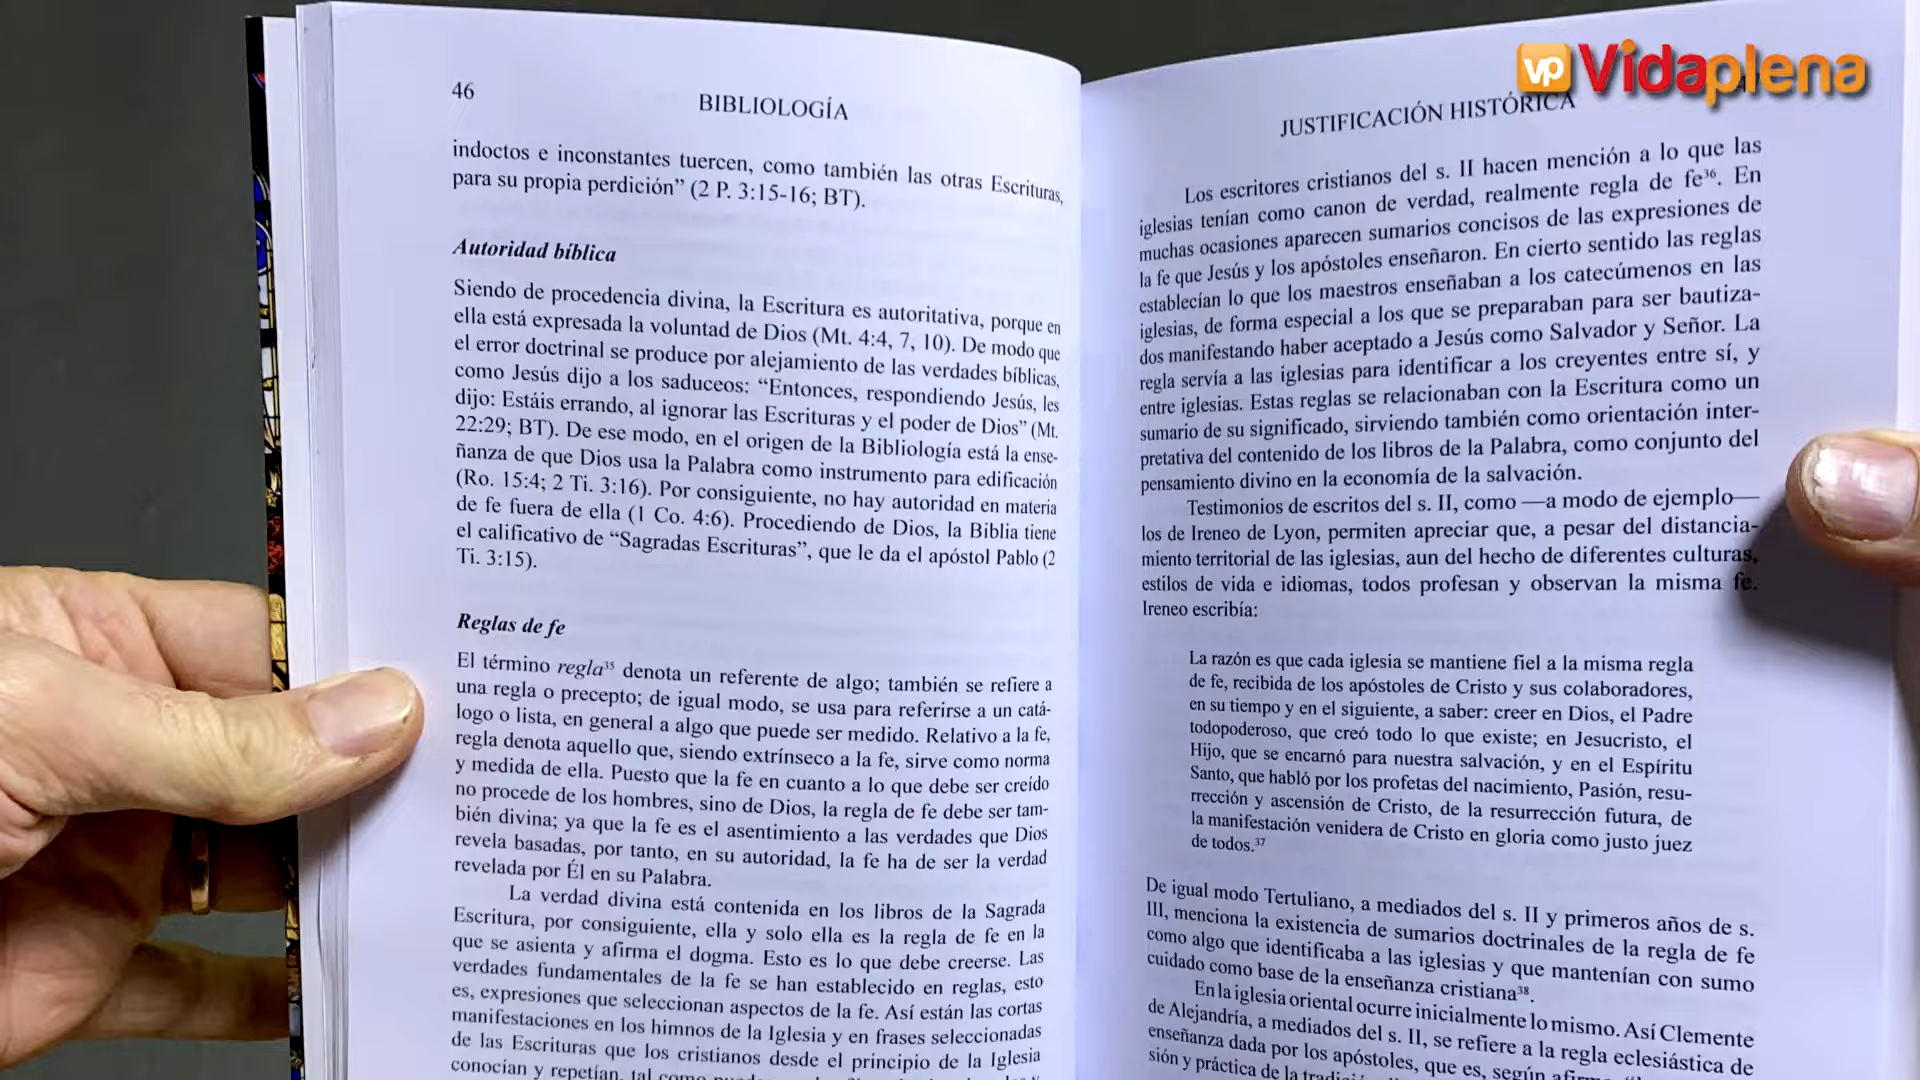 46
BIBLIOLOGÍA
indoctos e inconstantes tuercen, como también las otras Escrituras,
para su propia perdición” (2 P. 3:15-16; BT).
Autoridad bíblica
Siendo de procedencia divina, la Escritura es autoritativa, porque en
ella está expresada la voluntad de Dios (Mt. 4:4, 7, 10). De modo que
el error doctrinal se produce por alejamiento de las verdades bíblicas,
como Jesús dijo a los saduceos: “Entonces, respondiendo Jesús, les
dijo: Estáis errando, al ignorar las Escrituras y el poder de Dios” (Mt.
22:29; BT). De ese modo, en el origen de la Bibliología está la ense-
ñanza de que Dios usa la Palabra como instrumento para edificación
(Ro. 15:4; 2 Ti. 3:16). Por consiguiente, no hay autoridad en materia
de fe fuera de ella (1 Co. 4:6). Procediendo de Dios, la Biblia tiene
el calificativo de “Sagradas Escrituras”, que le da el apóstol Pablo (2
Ti. 3:15).
Reglas de fe
El término regla³⁵ denota un referente de algo; también se refiere a
una regla o precepto; de igual modo, se usa para referirse a un catá-
logo o lista, en general a algo que puede ser medido. Relativo a la fe,
regla denota aquello que, siendo extrínseco a la fe, sirve como norma
y medida de ella. Puesto que la fe en cuanto a lo que debe ser creído
no procede de los hombres, sino de Dios, la regla de fe debe ser tam-
bién divina; ya que la fe es el asentimiento a las verdades que Dios
revela basadas, por tanto, en su autoridad, la fe ha de ser la verdad
revelada por Él en su Palabra.
La verdad divina está contenida en los libros de la Sagrada
Escritura, por consiguiente, ella y solo ella es la regla de fe en la
que se asienta y afirma el dogma. Esto es lo que debe creerse. Las
verdades fundamentales de la fe se han establecido en reglas, esto
es, expresiones que seleccionan aspectos de la fe. Así están las cortas
manifestaciones en los himnos de la Iglesia y en frases seleccionadas
de las Escrituras que los cristianos desde el principio de la Iglesia
conocían y repetían, tal como
vp Vidaplena
JUSTIFICACIÓN HISTÓRICA
Los escritores cristianos del s. II hacen mención a lo que las
iglesias tenían como canon de verdad, realmente regla de fe³⁶. En
muchas ocasiones aparecen sumarios concisos de las expresiones de
la fe que Jesús y los apóstoles enseñaron. En cierto sentido las reglas
establecían lo que los maestros enseñaban a los catecúmenos en las
iglesias, de forma especial a los que se preparaban para ser bautiza-
dos manifestando haber aceptado a Jesús como Salvador y Señor. La
regla servía a las iglesias para identificar a los creyentes entre sí, y
entre iglesias. Estas reglas se relacionaban con la Escritura como un
sumario de su significado, sirviendo también como orientación inter-
pretativa del contenido de los libros de la Palabra, como conjunto del
pensamiento divino en la economía de la salvación.
Testimonios de escritos del s. II, como —a modo de ejemplo—
los de Ireneo de Lyon, permiten apreciar que, a pesar del distancia-
miento territorial de las iglesias, aun del hecho de diferentes culturas,
estilos de vida e idiomas, todos profesan y observan la misma fe.
Ireneo escribía:
La razón es que cada iglesia se mantiene fiel a la misma regla
de fe, recibida de los apóstoles de Cristo y sus colaboradores,
en su tiempo y en el siguiente, a saber: creer en Dios, el Padre
todopoderoso, que creó todo lo que existe; en Jesucristo, el
Hijo, que se encarnó para nuestra salvación, y en el Espíritu
Santo, que habló por los profetas del nacimiento, Pasión, resu-
rrección y ascensión de Cristo, de la resurrección futura, de
la manifestación venidera de Cristo en gloria como justo juez
de todos.³⁷
De igual modo Tertuliano, a mediados del s. II y primeros años de s.
III, menciona la existencia de sumarios doctrinales de la regla de fe
como algo que identificaba a las iglesias y que mantenían con sumo
cuidado como base de la enseñanza cristiana³⁸.
En la iglesia oriental ocurre inicialmente lo mismo. Así Clemente
de Alejandría, a mediados del s. II, se refiere a la regla eclesiástica de
enseñanza dada por los apóstoles, que es, según
sión y práctica de la